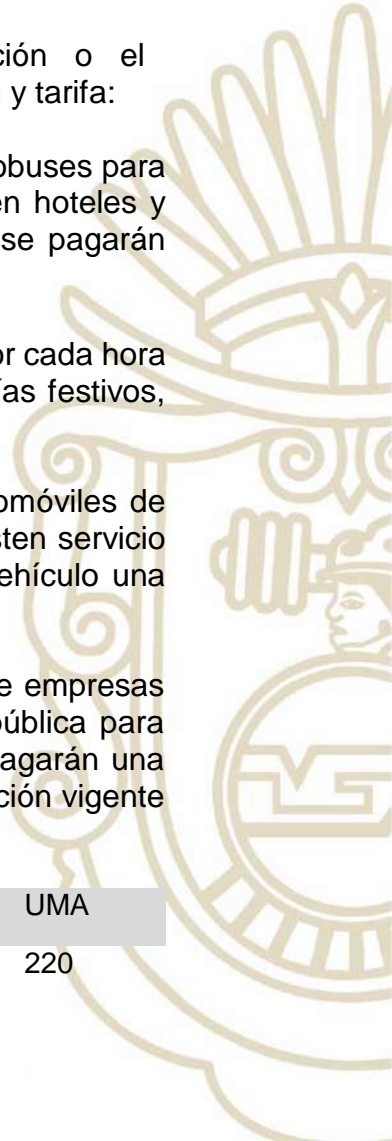 ción o el
y tarifa:
obuses para
en hoteles y
se pagarán
or cada hora
ías festivos,
omóviles de
sten servicio
ehículo una
e empresas
ública para
agarán una
ción vigente
UMA
220